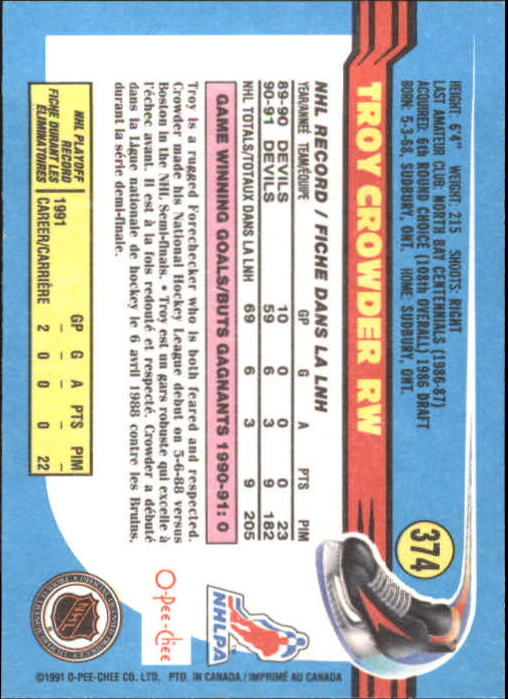 374
TROY CROWDER RW
HEIGHT: 6'4" WEIGHT: 215 SHOOTS: RIGHT
LAST AMATEUR CLUB: NORTH BAY CENTENNIALS (1986-87)
ACQUIRED: 6th ROUND CHOICE (108th OVERALL) 1986 DRAFT
BORN: 5-3-68, SUDBURY, ONT. HOME: SUDBURY, ONT.
NHL RECORD / FICHE DANS LA LNH
YEAR/ANNÉE TEAM/ÉQUIPE GP G A PTS PIM
89-90 DEVILS 10 0 0 0 23
90-91 DEVILS 59 6 3 9 182
NHL TOTALS/TOTAUX DANS LA LNH 69 6 3 9 205
GAME WINNING GOALS/BUTS GAGNANTS 1990-91: 0
Troy is a rugged Forechecker who is both feared and respected.
Crowder made his National Hockey League debut on 5-6-88 versus
Boston in the NHL Semi-finals. • Troy est un gars robuste qui excelle à
l'échec avant. Il est à la fois redouté et respecté. Crowder a débuté
dans la Ligue nationale de hockey le 6 avril 1988 contre les Bruins,
durant la série demi-finale.
NHL PLAYOFF
RECORD
FICHE DURANT LES
ÉLIMINATOIRES
GP G A PTS PIM
1991 – – – – –
CAREER/CARRIÈRE 2 0 0 0 22
NHLPA
TM
O-PEE-CHEE
NHL
©1991 O-PEE-CHEE CO. LTD. PTD. IN CANADA / IMPRIMÉ AU CANADA